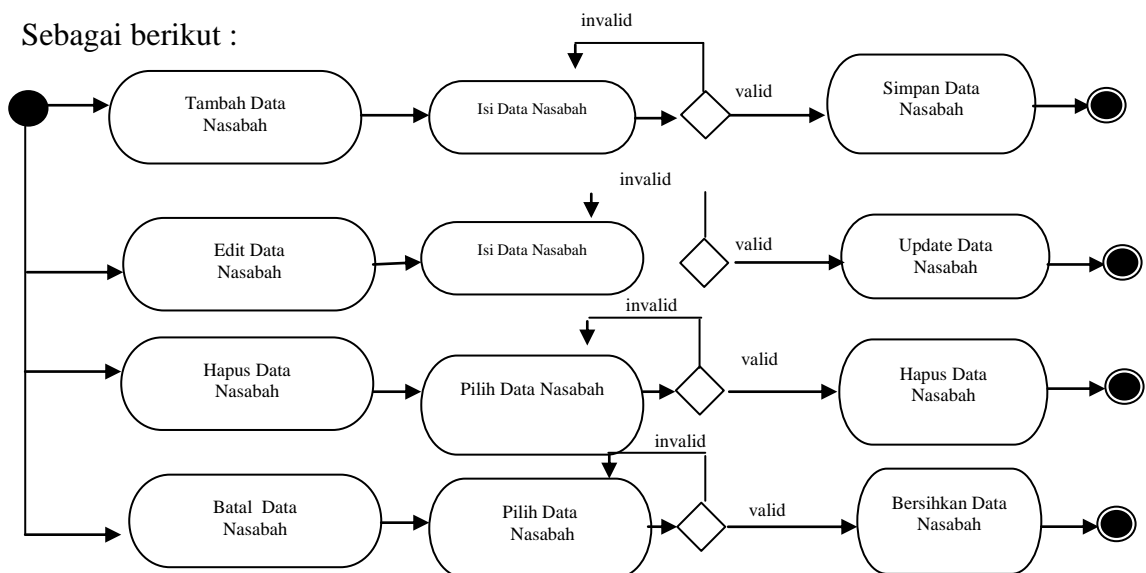 Sebagai berikut :
invalid
Tambah Data
Nasabah
Isi Data Nasabah
valid
Simpan Data
Nasabah
invalid
Edit Data
Nasabah
Isi Data Nasabah
valid
Update Data
Nasabah
invalid
Hapus Data
Nasabah
Pilih Data Nasabah
valid
Hapus Data
Nasabah
invalid
Batal Data
Nasabah
Pilih Data
Nasabah
valid
Bersihkan Data
Nasabah